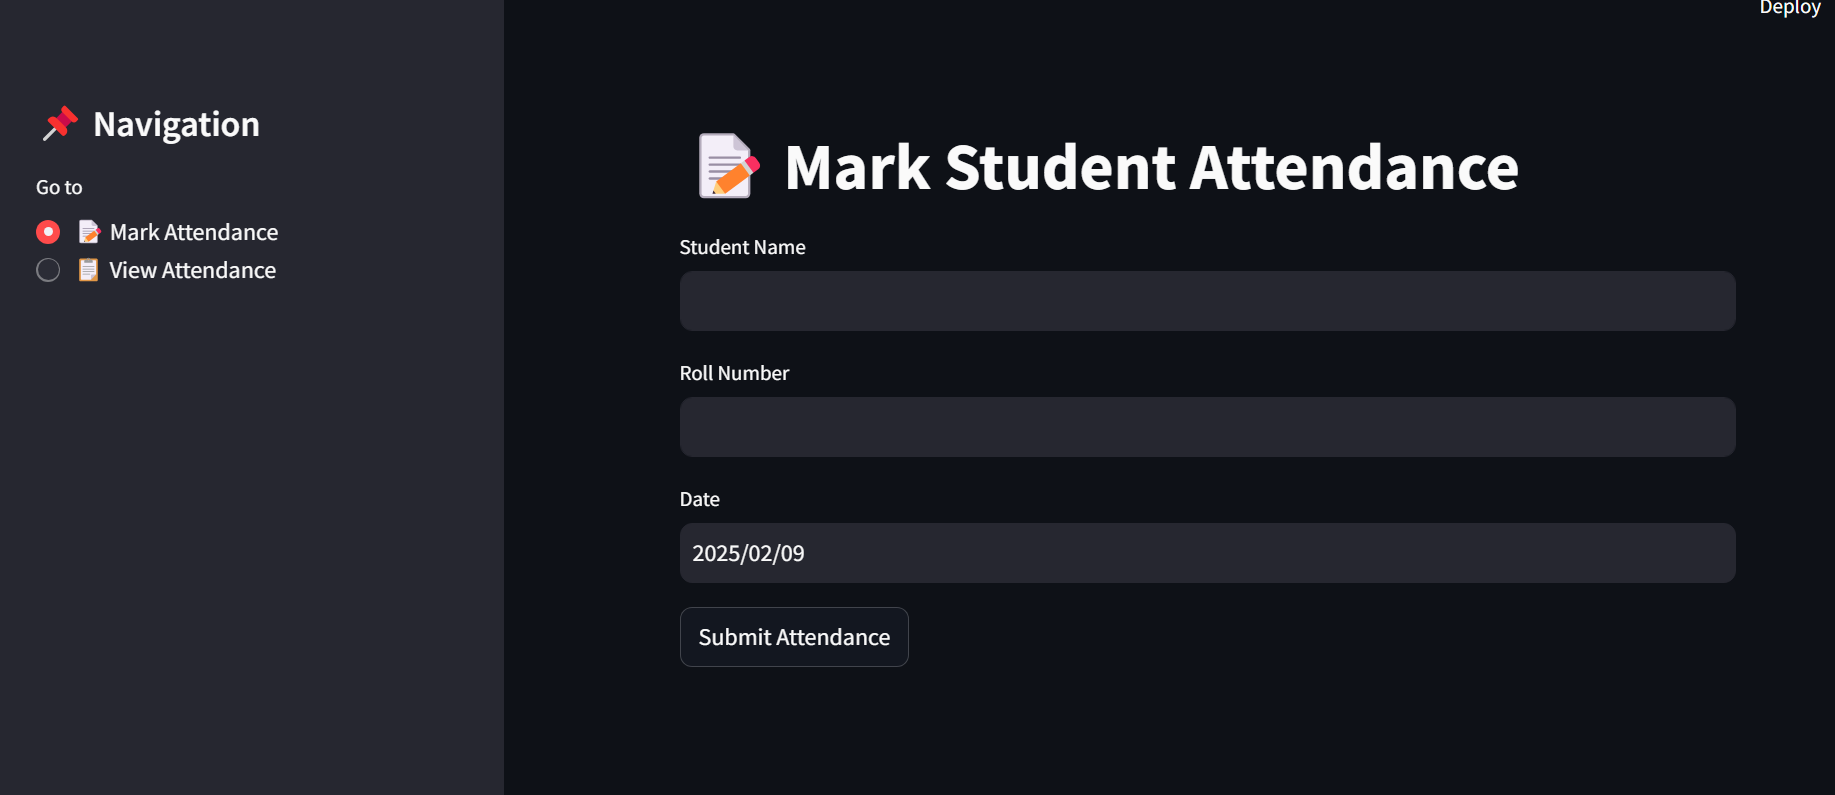 Deploy
Navigation
Go to
Mark Attendance
View Attendance
Mark Student Attendance
Student Name
Roll Number
Date
2025/02/09
Submit Attendance